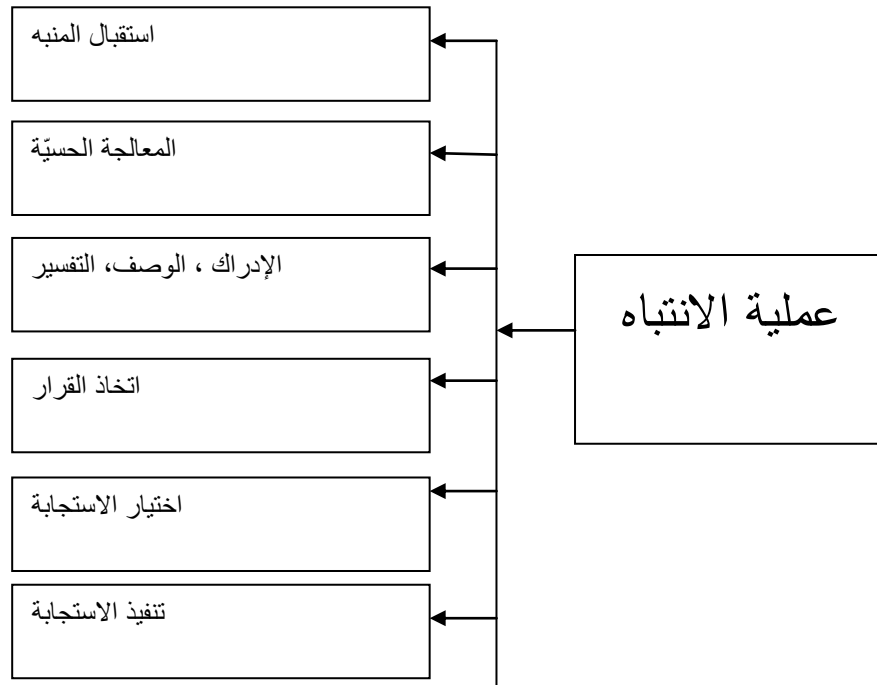 عملية الانتباه
استقبال المنبه
المعالجة الحسيّة
الإدراك ، الوصف، التفسير
اتخاذ القرار
اختيار الاستجابة
تنفيذ الاستجابة